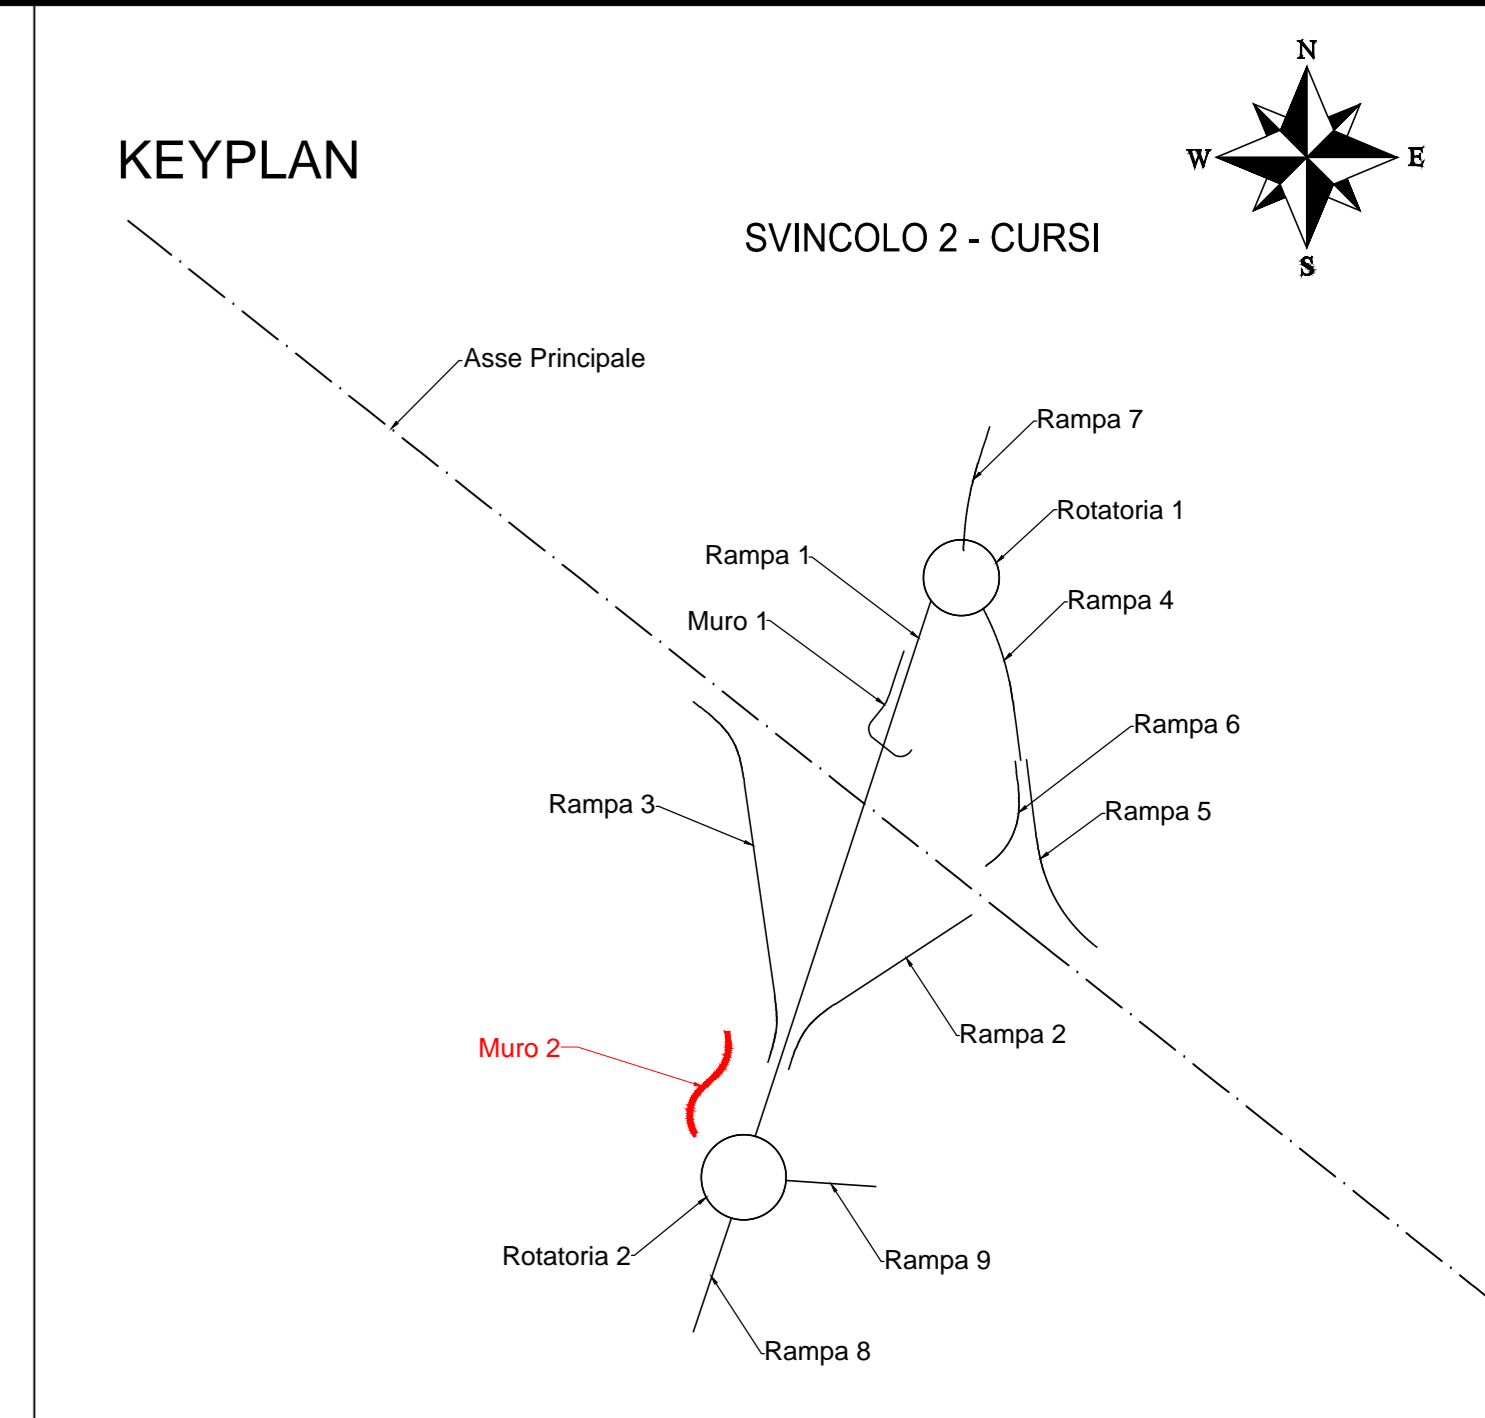 N
KEYPLAN
W
E
SVINCOLO 2 - CURSI
S
Asse Principale
Rampa 7
Rotatoria 1
Rampa 1
Rampa 4
Muro 1
Rampa 6
Rampa 3
Rampa 5
Rampa 2
Muro 2
Rotatoria 2
Rampa 9
Rampa 8